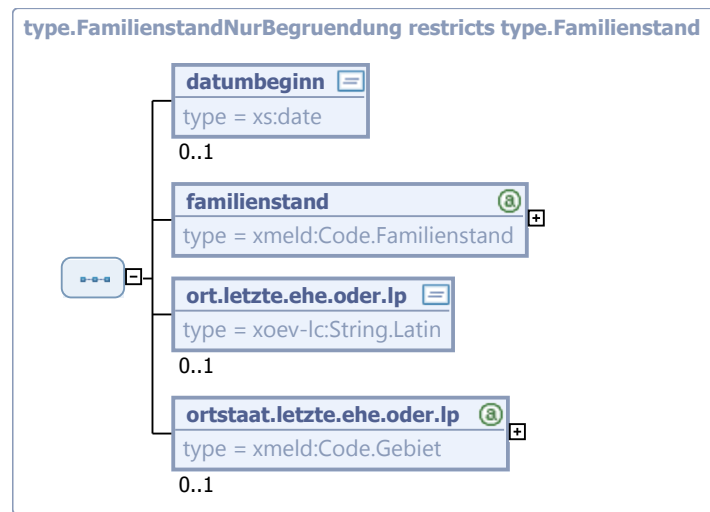 type.FamilienstandNurBegruendung restricts type.Familienstand
datumbeginn
type = xs:date
0..1
familienstand
type = xmeld:Code.Familienstand
ort.letzte.ehe.oder.lp
type = xoev-lc:String.Latin
0..1
ortstaat.letzte.ehe.oder.lp
type = xmeld:Code.Gebiet
0..1